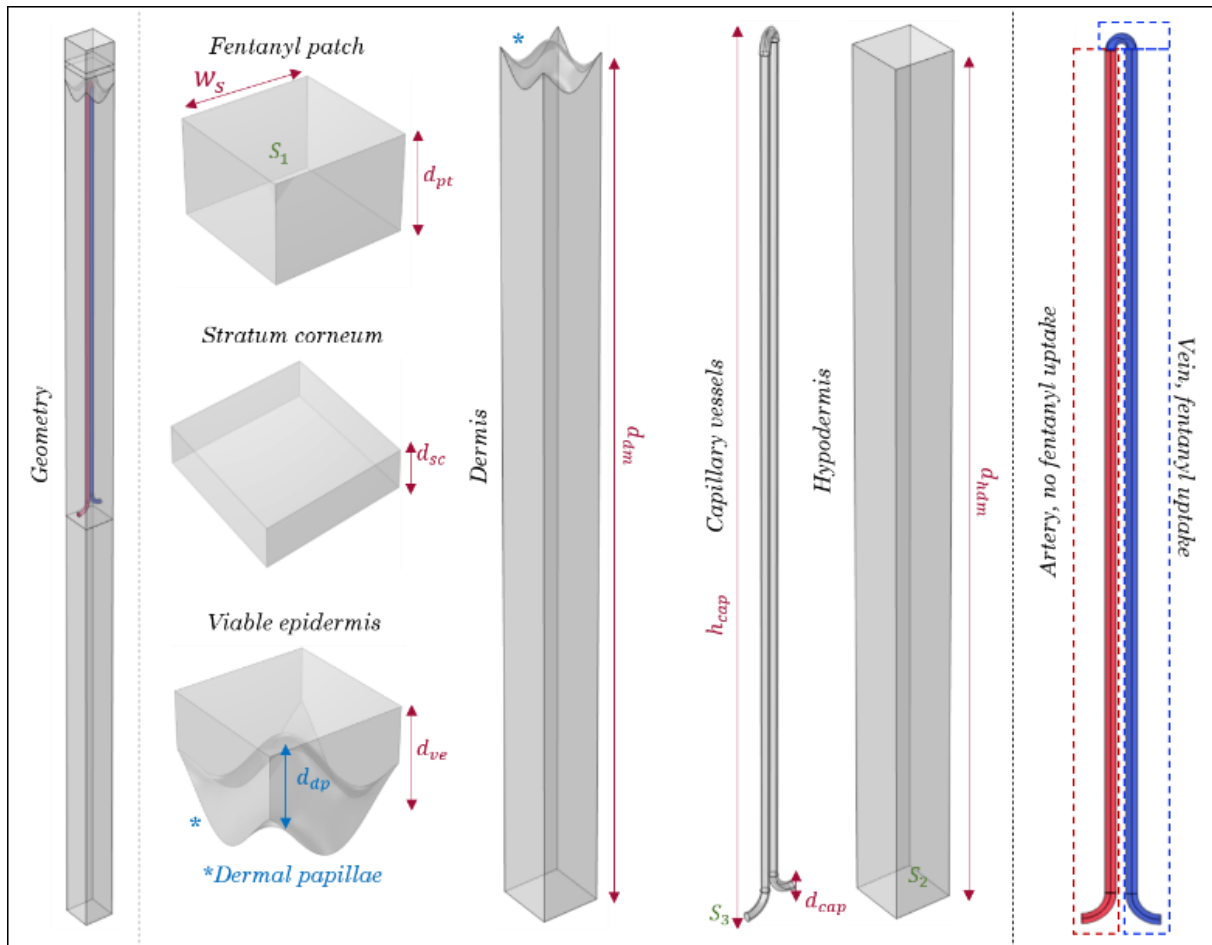 Geometry
Fentanyl patch
w_s
S_1
d_pt
Stratum corneum
d_sc
Viable epidermis
d_ve
d_dp
*
*Dermal papillae
Dermis
*
d_dm
Capillary vessels
h_cap
S_3
d_cap
Hypodermis
d_hdm
S_2
Artery, no fentanyl uptake
Vein, fentanyl uptake